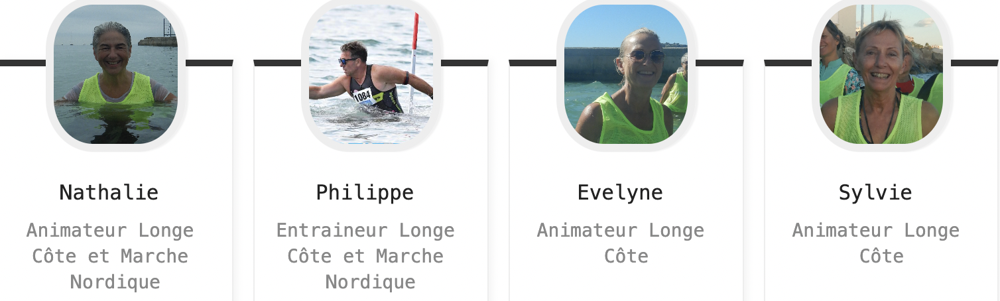 1084
Nathalie
Animateur Longe
Côte et Marche
Nordique
Philippe
Entraineur Longe
Côte et Marche
Nordique
Evelyne
Animateur Longe
Côte
Sylvie
Animateur Longe
Côte